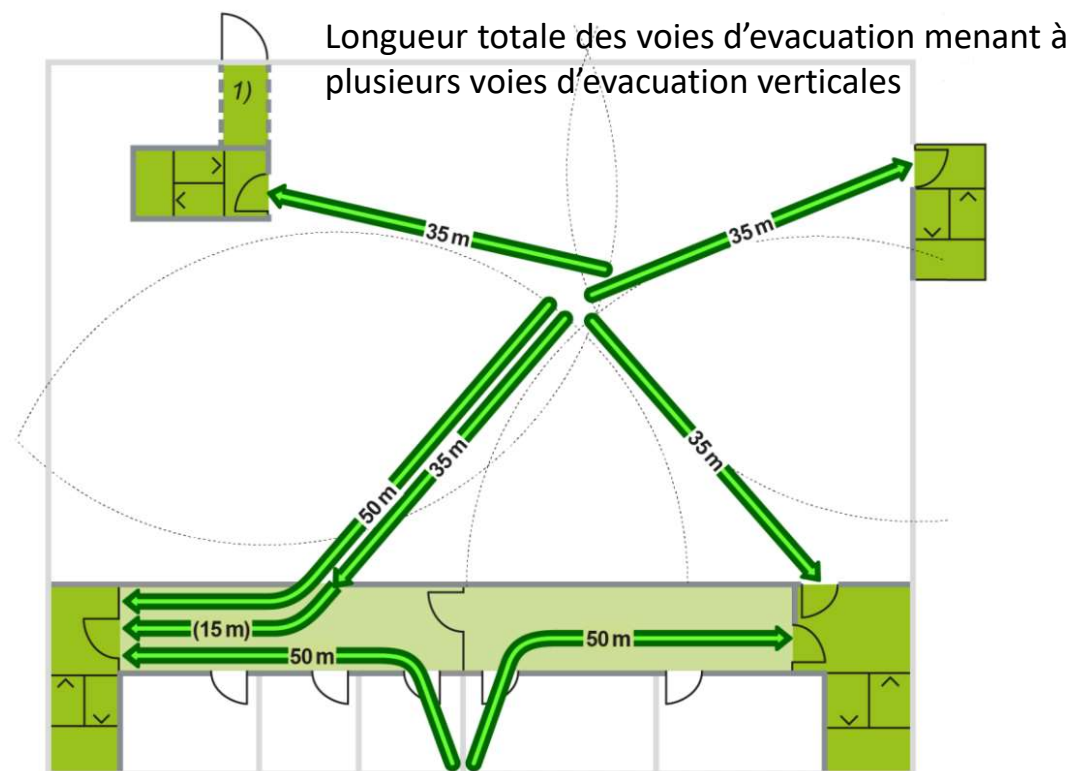 Longueur totale des voies d’evacuation menant à
plusieurs voies d’evacuation verticales
1)
35 m
35 m
35 m
35 m
50 m
(15 m)
50 m
50 m